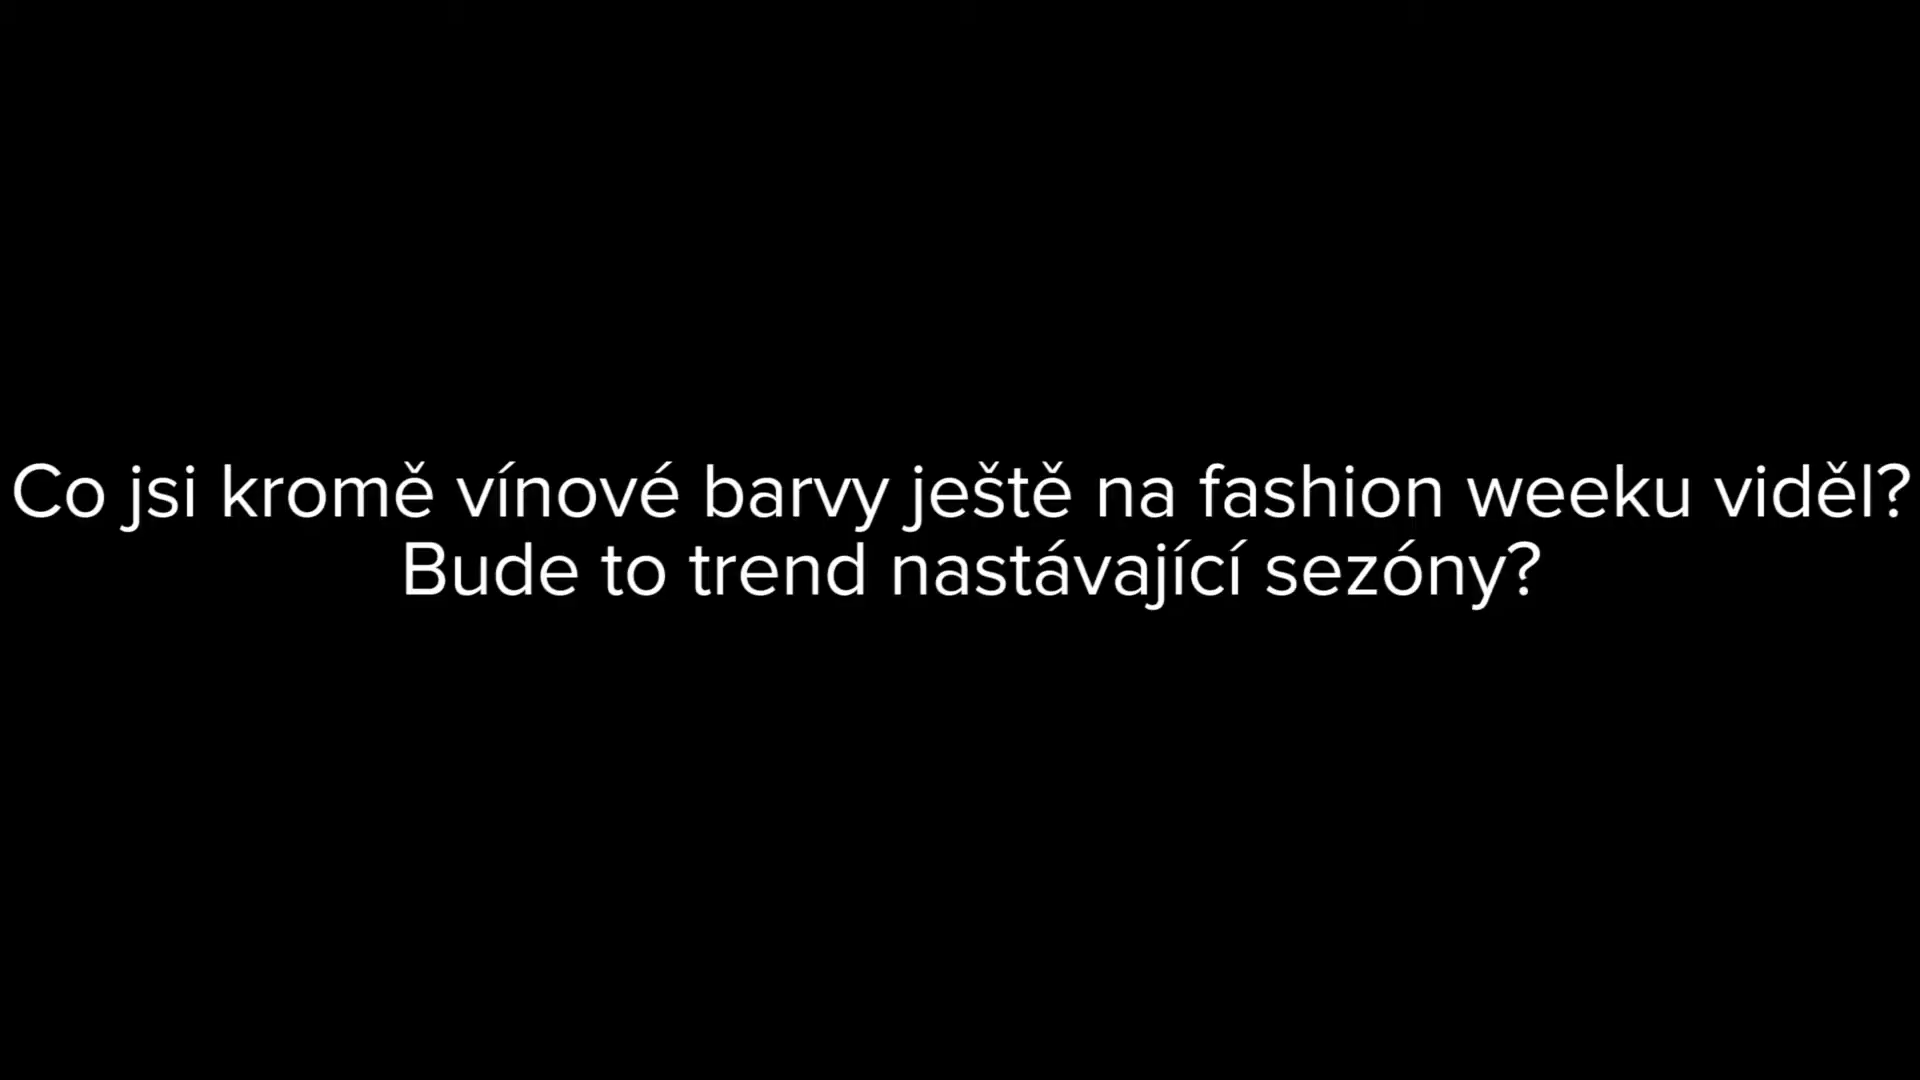 Co jsi kromě vínové barvy ještě na fashion weeku viděl?
Bude to trend nastávající sezóny?